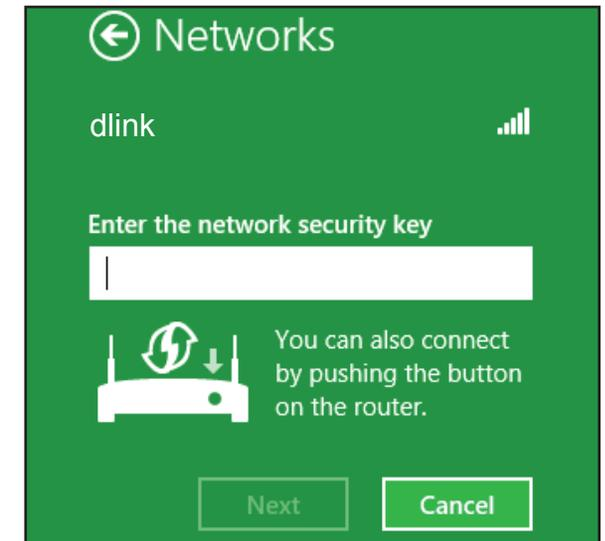 Networks
dlink
Enter the network security key
You can also connect
by pushing the button
on the router.
Next
Cancel